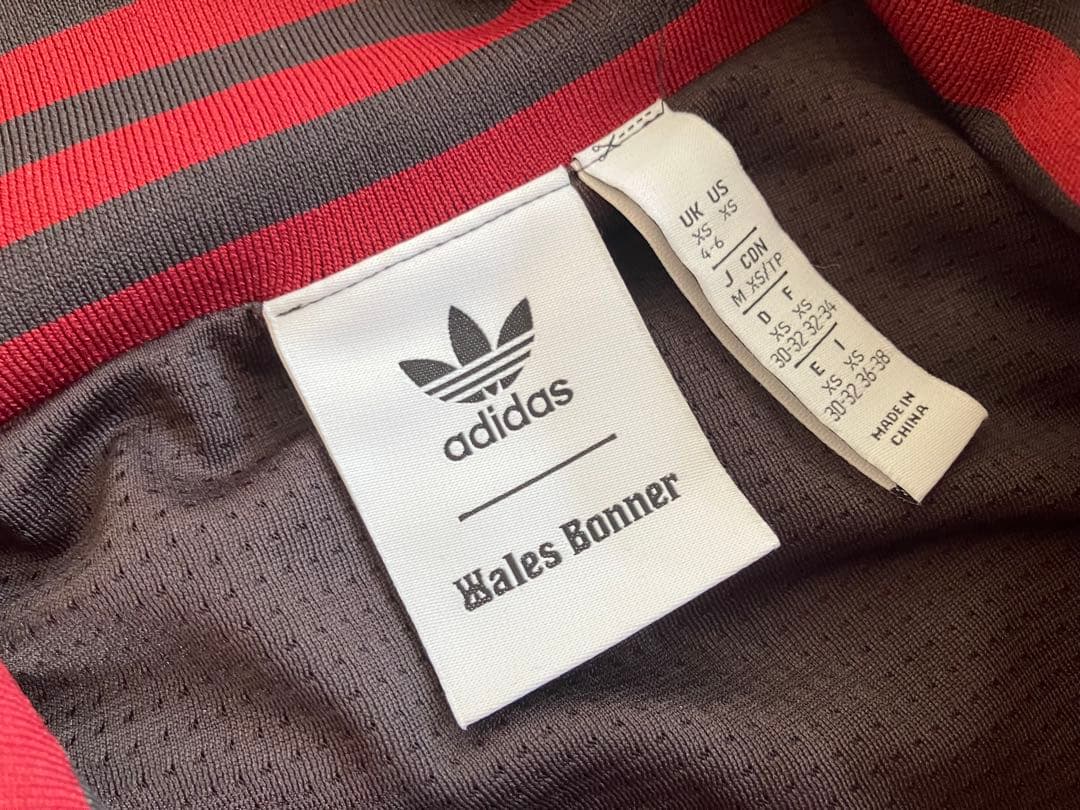 adidas
Wales Bonner
UK US
XS XS
4-6
J CDN
M XS/TP
D F
XS XS
30-32 32-34
E I
XS XS
30-32 36-38
MADE IN
CHINA